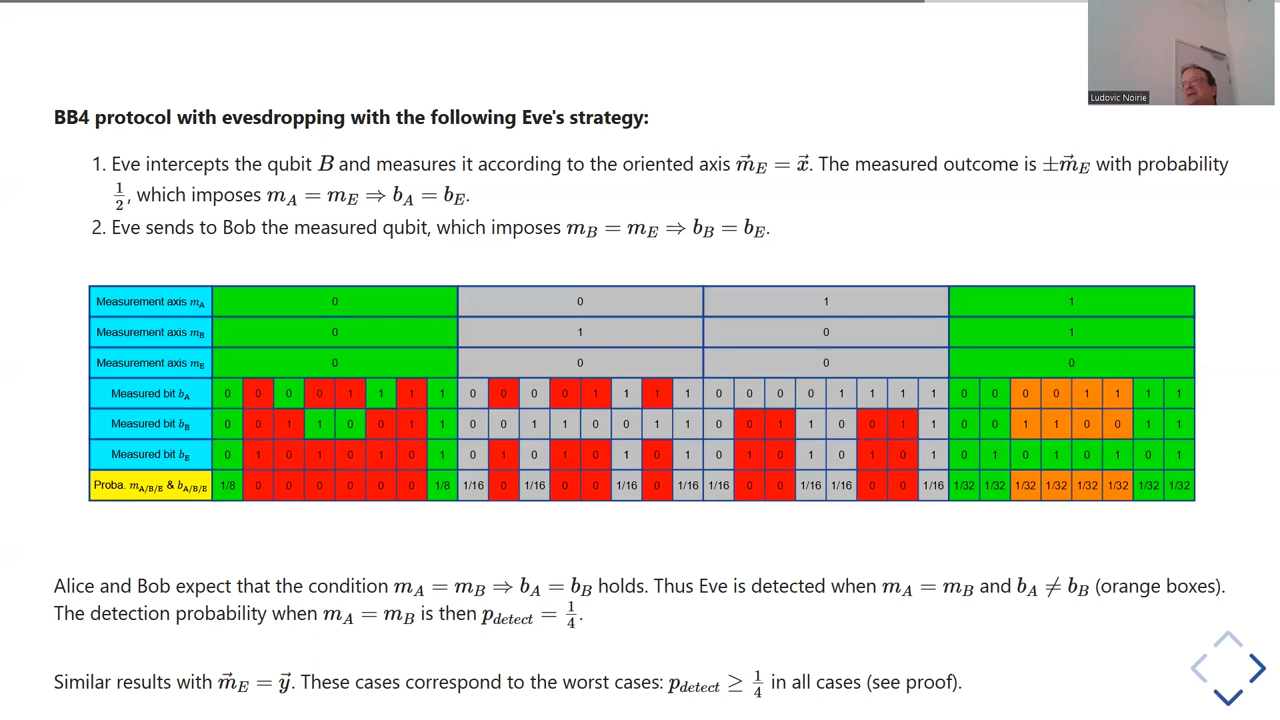 Ludovic Noirie
BB4 protocol with evesdropping with the following Eve's strategy:
1. Eve intercepts the qubit B and measures it according to the oriented axis m⃗_E = x⃗. The measured outcome is ±m⃗_E with probability
1/2, which imposes m_A = m_E ⇒ b_A = b_E.
2. Eve sends to Bob the measured qubit, which imposes m_B = m_E ⇒ b_B = b_E.
Measurement axis m_A 0 0 1 1
Measurement axis m_B 0 1 0 1
Measurement axis m_E 0 0 0 0
Measured bit b_A 0 0 0 0 1 1 1 1 0 0 0 0 1 1 1 1 0 0 0 0 1 1 1 1 0 0 0 0 1 1 1 1
Measured bit b_B 0 0 1 1 0 0 1 1 0 0 1 1 0 0 1 1 0 0 1 1 0 0 1 1 0 0 1 1 0 0 1 1
Measured bit b_E 0 1 0 1 0 1 0 1 0 1 0 1 0 1 0 1 0 1 0 1 0 1 0 1 0 1 0 1 0 1 0 1
Proba. m_A/B/E & b_A/B/E 1/8 0 0 0 0 0 0 1/8 1/16 0 1/16 0 0 1/16 0 1/16 1/16 0 0 1/16 1/16 0 0 1/16 1/32 1/32 1/32 1/32 1/32 1/32 1/32 1/32
Alice and Bob expect that the condition m_A = m_B ⇒ b_A = b_B holds. Thus Eve is detected when m_A = m_B and b_A ≠ b_B (orange boxes).
The detection probability when m_A = m_B is then p_detect = 1/4.
Similar results with m⃗_E = y⃗. These cases correspond to the worst cases: p_detect ≥ 1/4 in all cases (see proof).